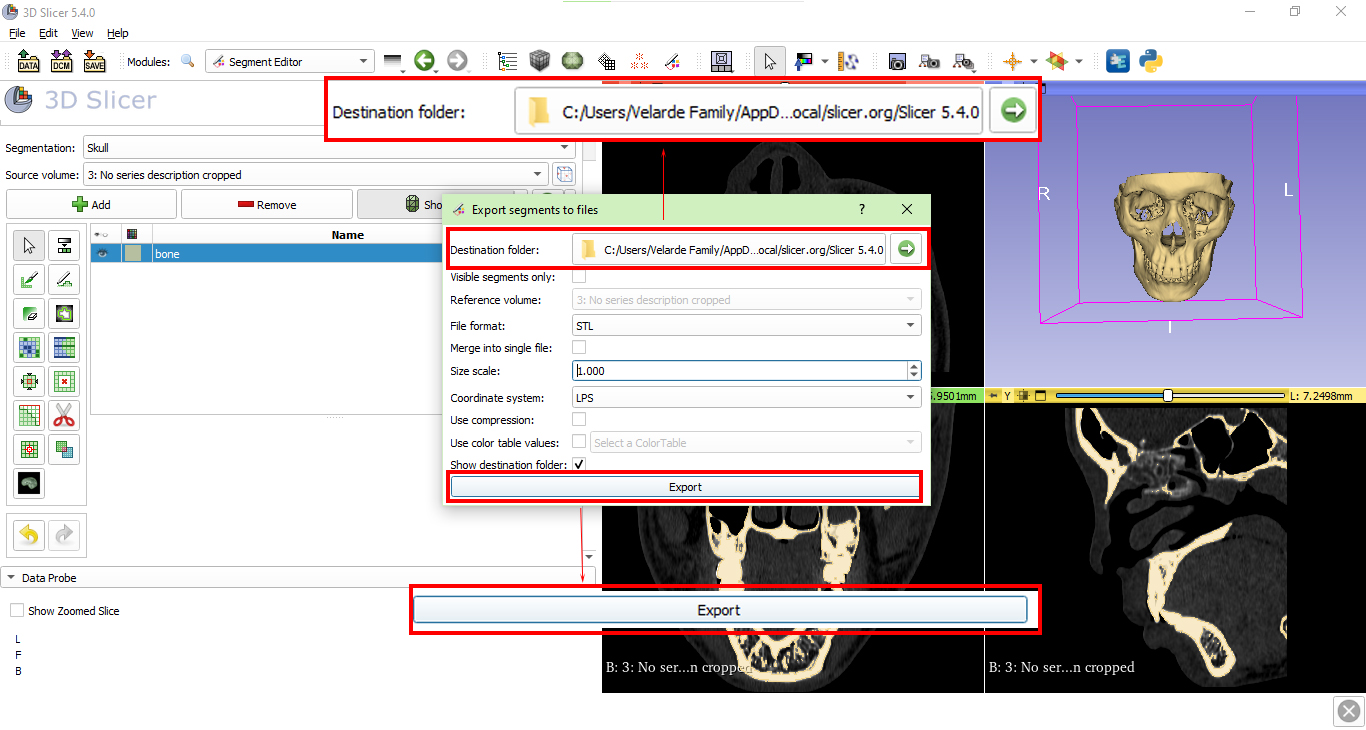 3D Slicer 5.4.0
File Edit View Help
DATA DCM SAVE Modules: Segment Editor
3D Slicer
Destination folder: C:/Users/Velarde Family/AppD...ocal/slicer.org/Slicer 5.4.0
Segmentation: Skull
Source volume: 3: No series description cropped
Add Remove Sho
Name
bone
Export segments to files ?
Destination folder: C:/Users/Velarde Family/AppD...ocal/slicer.org/Slicer 5.4.0
Visible segments only:
Reference volume: 3: No series description cropped
File format: STL
Merge into single file:
Size scale: 1.000
Coordinate system: LPS
Use compression:
Use color table values: Select a ColorTable
Show destination folder:
Export
R L
I
5.9501mm Y L: 7.2498mm
Data Probe
Show Zoomed Slice
Export
L
F
B
B: 3: No ser...n cropped B: 3: No ser...n cropped